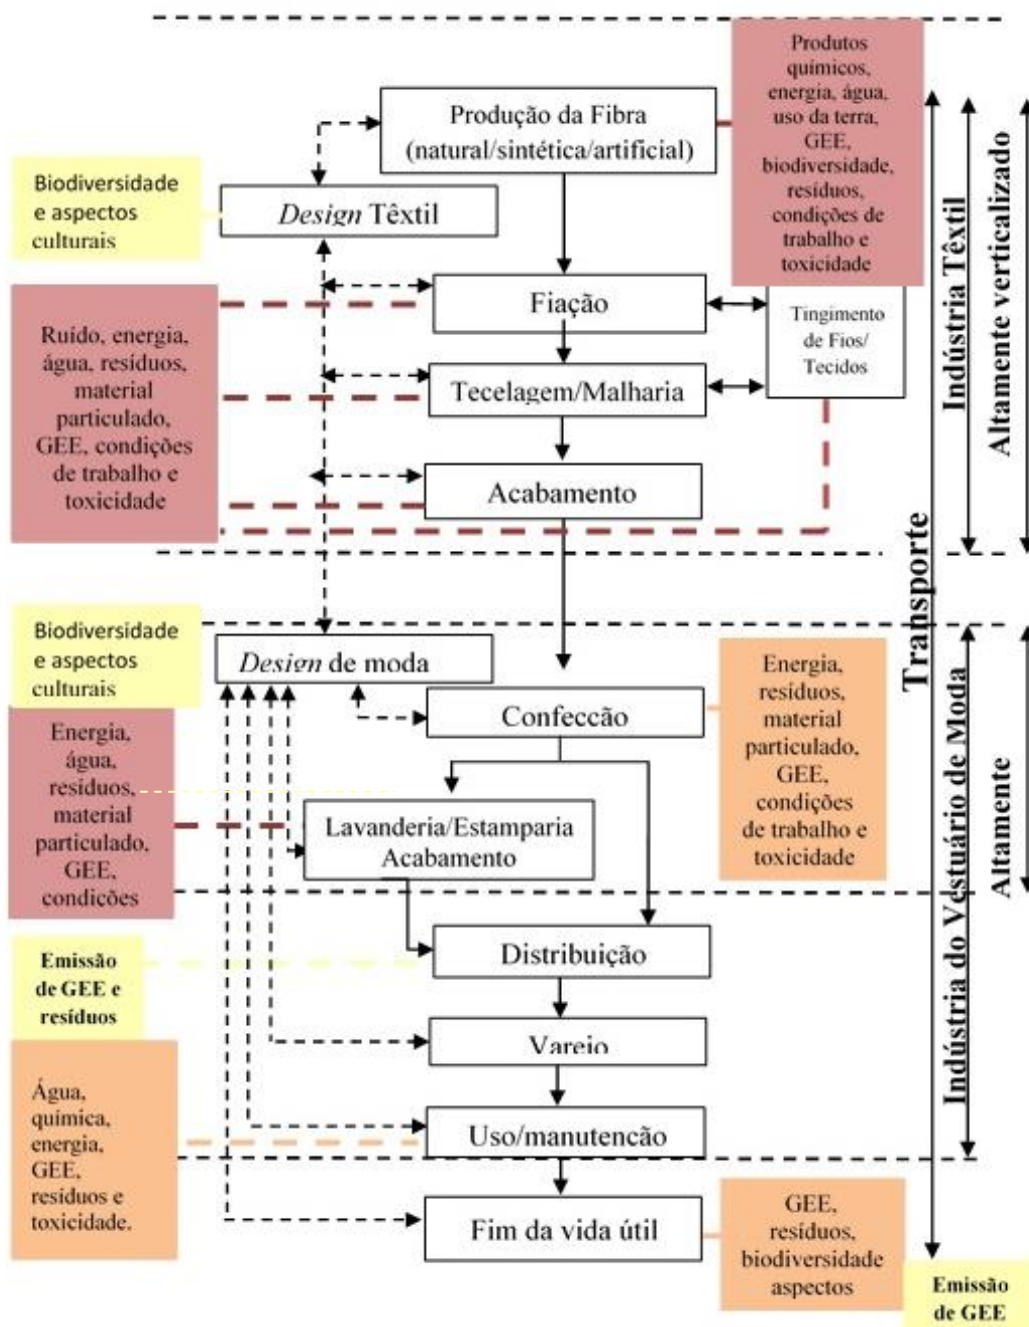 Produtos
químicos,
energia, água,
uso da terra,
GEE,
biodiversidade,
resíduos,
condições de
trabalho e
toxicidade
Produção da Fibra
(natural/sintética/artificial)
Biodiversidade
e aspectos
culturais
Design Têxtil
Fiação
Tingimento
de Fios/
Tecidos
Ruído, energia,
água, resíduos,
material
particulado,
GEE, condições
de trabalho e
toxicidade
Tecelagem/Malharia
Acabamento
Indústria Têxtil
Altamente verticalizado
Transporte
Biodiversidade
e aspectos
culturais
Design de moda
Confecção
Energia,
resíduos,
material
particulado,
GEE,
condições
de trabalho e
toxicidade
Energia,
água,
resíduos,
material
particulado,
GEE,
condições
Lavanderia/Estamparia
Acabamento
Indústria do Vestuário de Moda
Altamente
Distribuição
Emissão
de GEE e
resíduos
Varejo
Água,
química,
energia,
GEE,
resíduos e
toxicidade.
Uso/manutenção
Fim da vida útil
GEE,
resíduos,
biodiversidade
aspectos
Emissão
de GEE